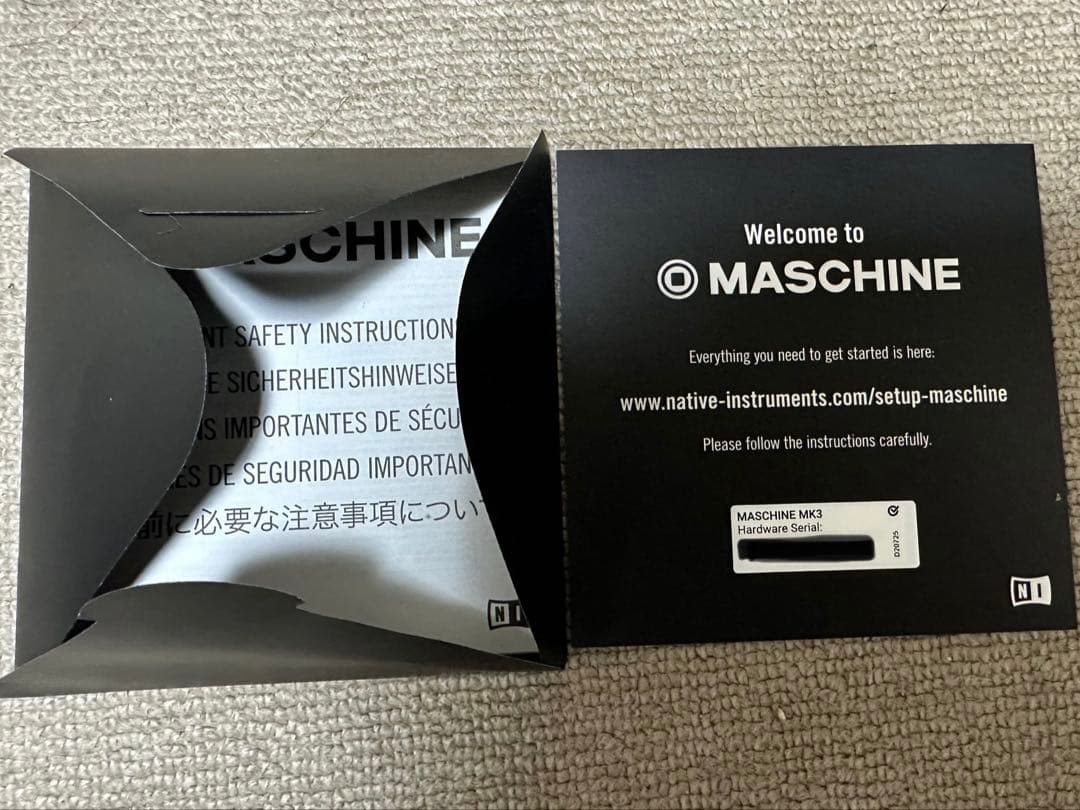 SCHINE
NT SAFETY INSTRUCTION
E SICHERHEITSHINWEISE
S IMPORTANTES DE SÉCU
ES DE SEGURIDAD IMPORTAN
前に必要な注意事項につい
N I
Welcome to
MASCHINE
Everything you need to get started is here:
www.native-instruments.com/setup-maschine
Please follow the instructions carefully.
MASCHINE MK3
Hardware Serial:
D20725
N I